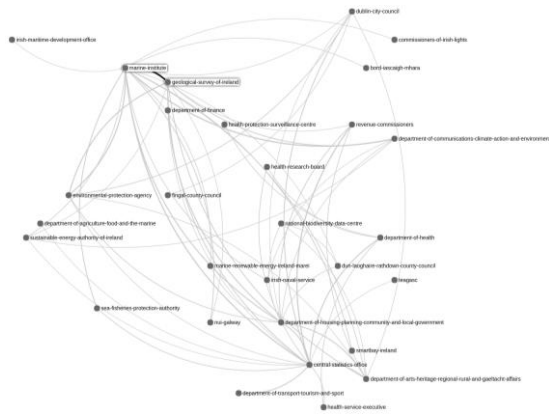 dublin-city-council
irish-maritime-development-office
commissioners-of-irish-lights
marine-institute
bord-iascaigh-mhara
geological-survey-of-ireland
department-of-finance
health-protection-surveillance-centre
revenue-commissioners
department-of-communications-climate-action-and-environment
health-research-board
environmental-protection-agency
fingal-county-council
department-of-agriculture-food-and-the-marine
national-biodiversity-data-centre
sustainable-energy-authority-of-ireland
department-of-health
marine-renewable-energy-ireland-marei
dun-laoghaire-rathdown-county-council
irish-naval-service
teagasc
sea-fisheries-protection-authority
nui-galway
department-of-housing-planning-community-and-local-government
smartbay-ireland
central-statistics-office
department-of-arts-heritage-regional-rural-and-gaeltacht-affairs
department-of-transport-tourism-and-sport
health-service-executive